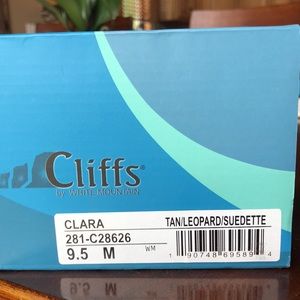 Cliffs®
by WHITE MOUNTAIN
CLARA TAN/LEOPARD/SUEDETTE
281-C28626
9.5 M WM
1 90748 69589 4